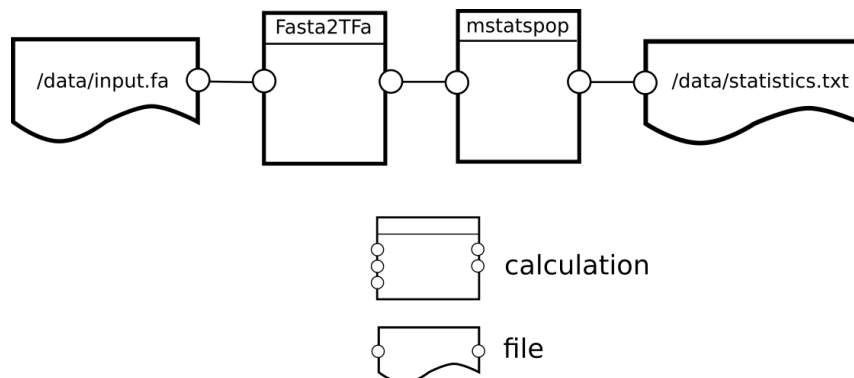 /data/input.fa
Fasta2TFa
mstatspop
/data/statistics.txt
calculation
file